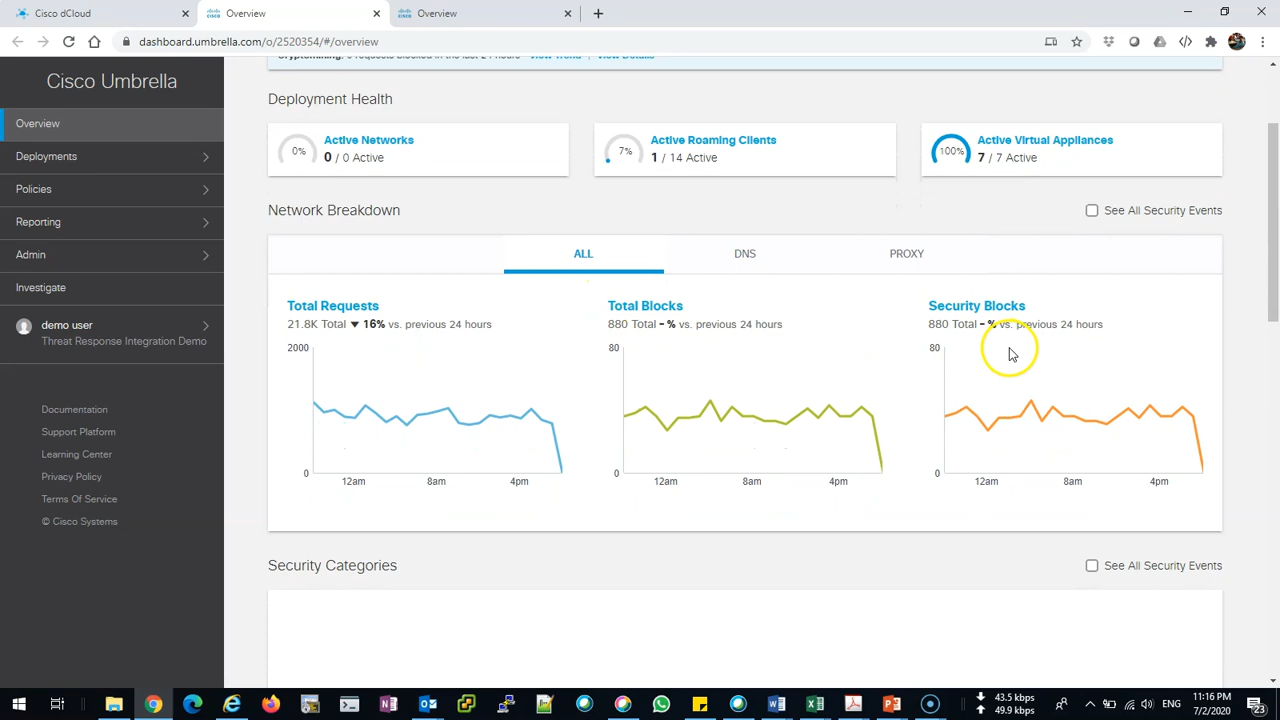 Cisco dCloud
Overview
Overview
dashboard.umbrella.com/o/2520354/#/overview
Cisco Umbrella
Overview
Deployments
Policies
Reporting
Admin
Investigate
demo user
Threat Response Integration Demo
Documentation
Support Platform
Learning Center
Privacy Policy
Terms Of Service
© Cisco Systems
Deployment Health
0%
Active Networks
0 / 0 Active
7%
Active Roaming Clients
1 / 14 Active
100%
Active Virtual Appliances
7 / 7 Active
Network Breakdown
See All Security Events
ALL
DNS
PROXY
Total Requests
21.8K Total ▼ 16% vs. previous 24 hours
2000
0
12am
8am
4pm
Total Blocks
880 Total - % vs. previous 24 hours
80
0
12am
8am
4pm
Security Blocks
880 Total - % vs. previous 24 hours
80
0
12am
8am
4pm
Security Categories
See All Security Events
43.5 kbps
49.9 kbps
ENG
11:16 PM
7/2/2020
23